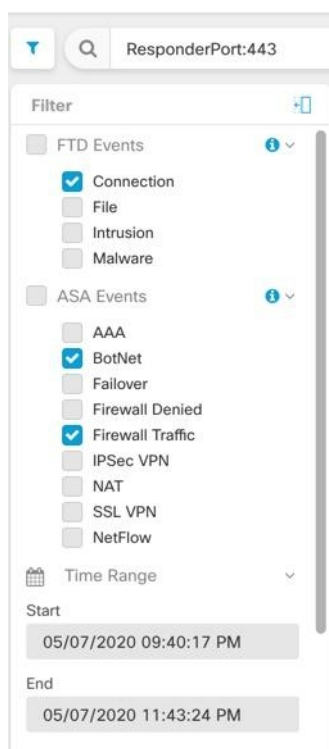 ResponderPort:443
Filter
FTD Events
Connection
File
Intrusion
Malware
ASA Events
AAA
BotNet
Failover
Firewall Denied
Firewall Traffic
IPSec VPN
NAT
SSL VPN
NetFlow
Time Range
Start
05/07/2020 09:40:17 PM
End
05/07/2020 11:43:24 PM